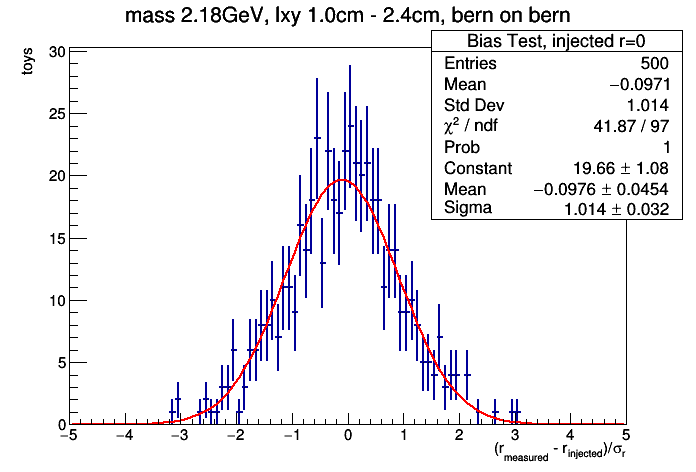 mass 2.18GeV, lxy 1.0cm - 2.4cm, bern on bern
Bias Test, injected r=0
Entries 500
Mean −0.0971
Std Dev 1.014
χ² / ndf 41.87 / 97
Prob 1
Constant 19.66 ± 1.08
Mean −0.0976 ± 0.0454
Sigma 1.014 ± 0.032
toys
30
25
20
15
10
5
0
−5 −4 −3 −2 −1 0 1 2 3 4 5
(r_measured - r_injected)/σ_r